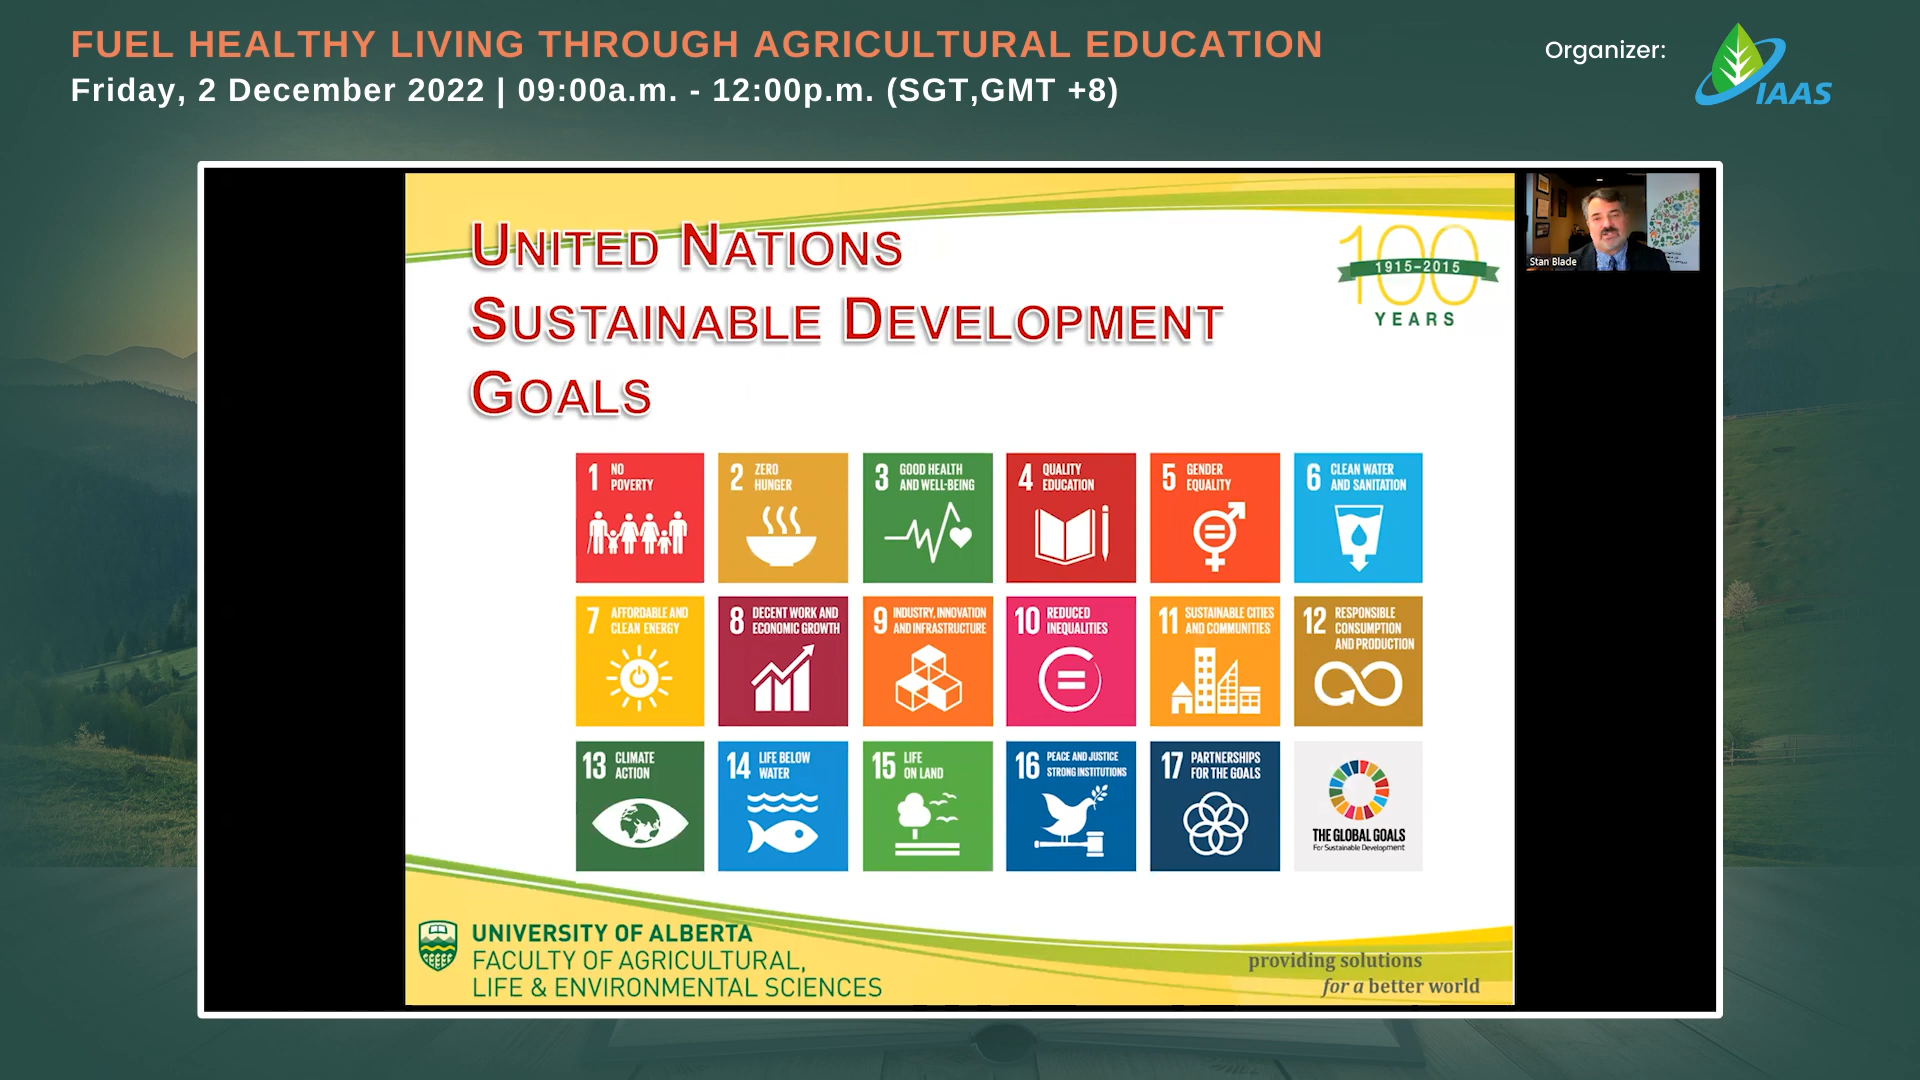 FUEL HEALTHY LIVING THROUGH AGRICULTURAL EDUCATION
Friday, 2 December 2022 | 09:00a.m. - 12:00p.m. (SGT,GMT +8)
Organizer:
IAAS
UNITED NATIONS
SUSTAINABLE DEVELOPMENT
GOALS
100
1915-2015
YEARS
Stan Blade
1 NO
POVERTY
2 ZERO
HUNGER
3 GOOD HEALTH
AND WELL-BEING
4 QUALITY
EDUCATION
5 GENDER
EQUALITY
6 CLEAN WATER
AND SANITATION
7 AFFORDABLE AND
CLEAN ENERGY
8 DECENT WORK AND
ECONOMIC GROWTH
9 INDUSTRY, INNOVATION
AND INFRASTRUCTURE
10 REDUCED
INEQUALITIES
11 SUSTAINABLE CITIES
AND COMMUNITIES
12 RESPONSIBLE
CONSUMPTION
AND PRODUCTION
13 CLIMATE
ACTION
14 LIFE BELOW
WATER
15 LIFE
ON LAND
16 PEACE AND JUSTICE
STRONG INSTITUTIONS
17 PARTNERSHIPS
FOR THE GOALS
THE GLOBAL GOALS
For Sustainable Development
UNIVERSITY OF ALBERTA
FACULTY OF AGRICULTURAL,
LIFE & ENVIRONMENTAL SCIENCES
providing solutions
for a better world